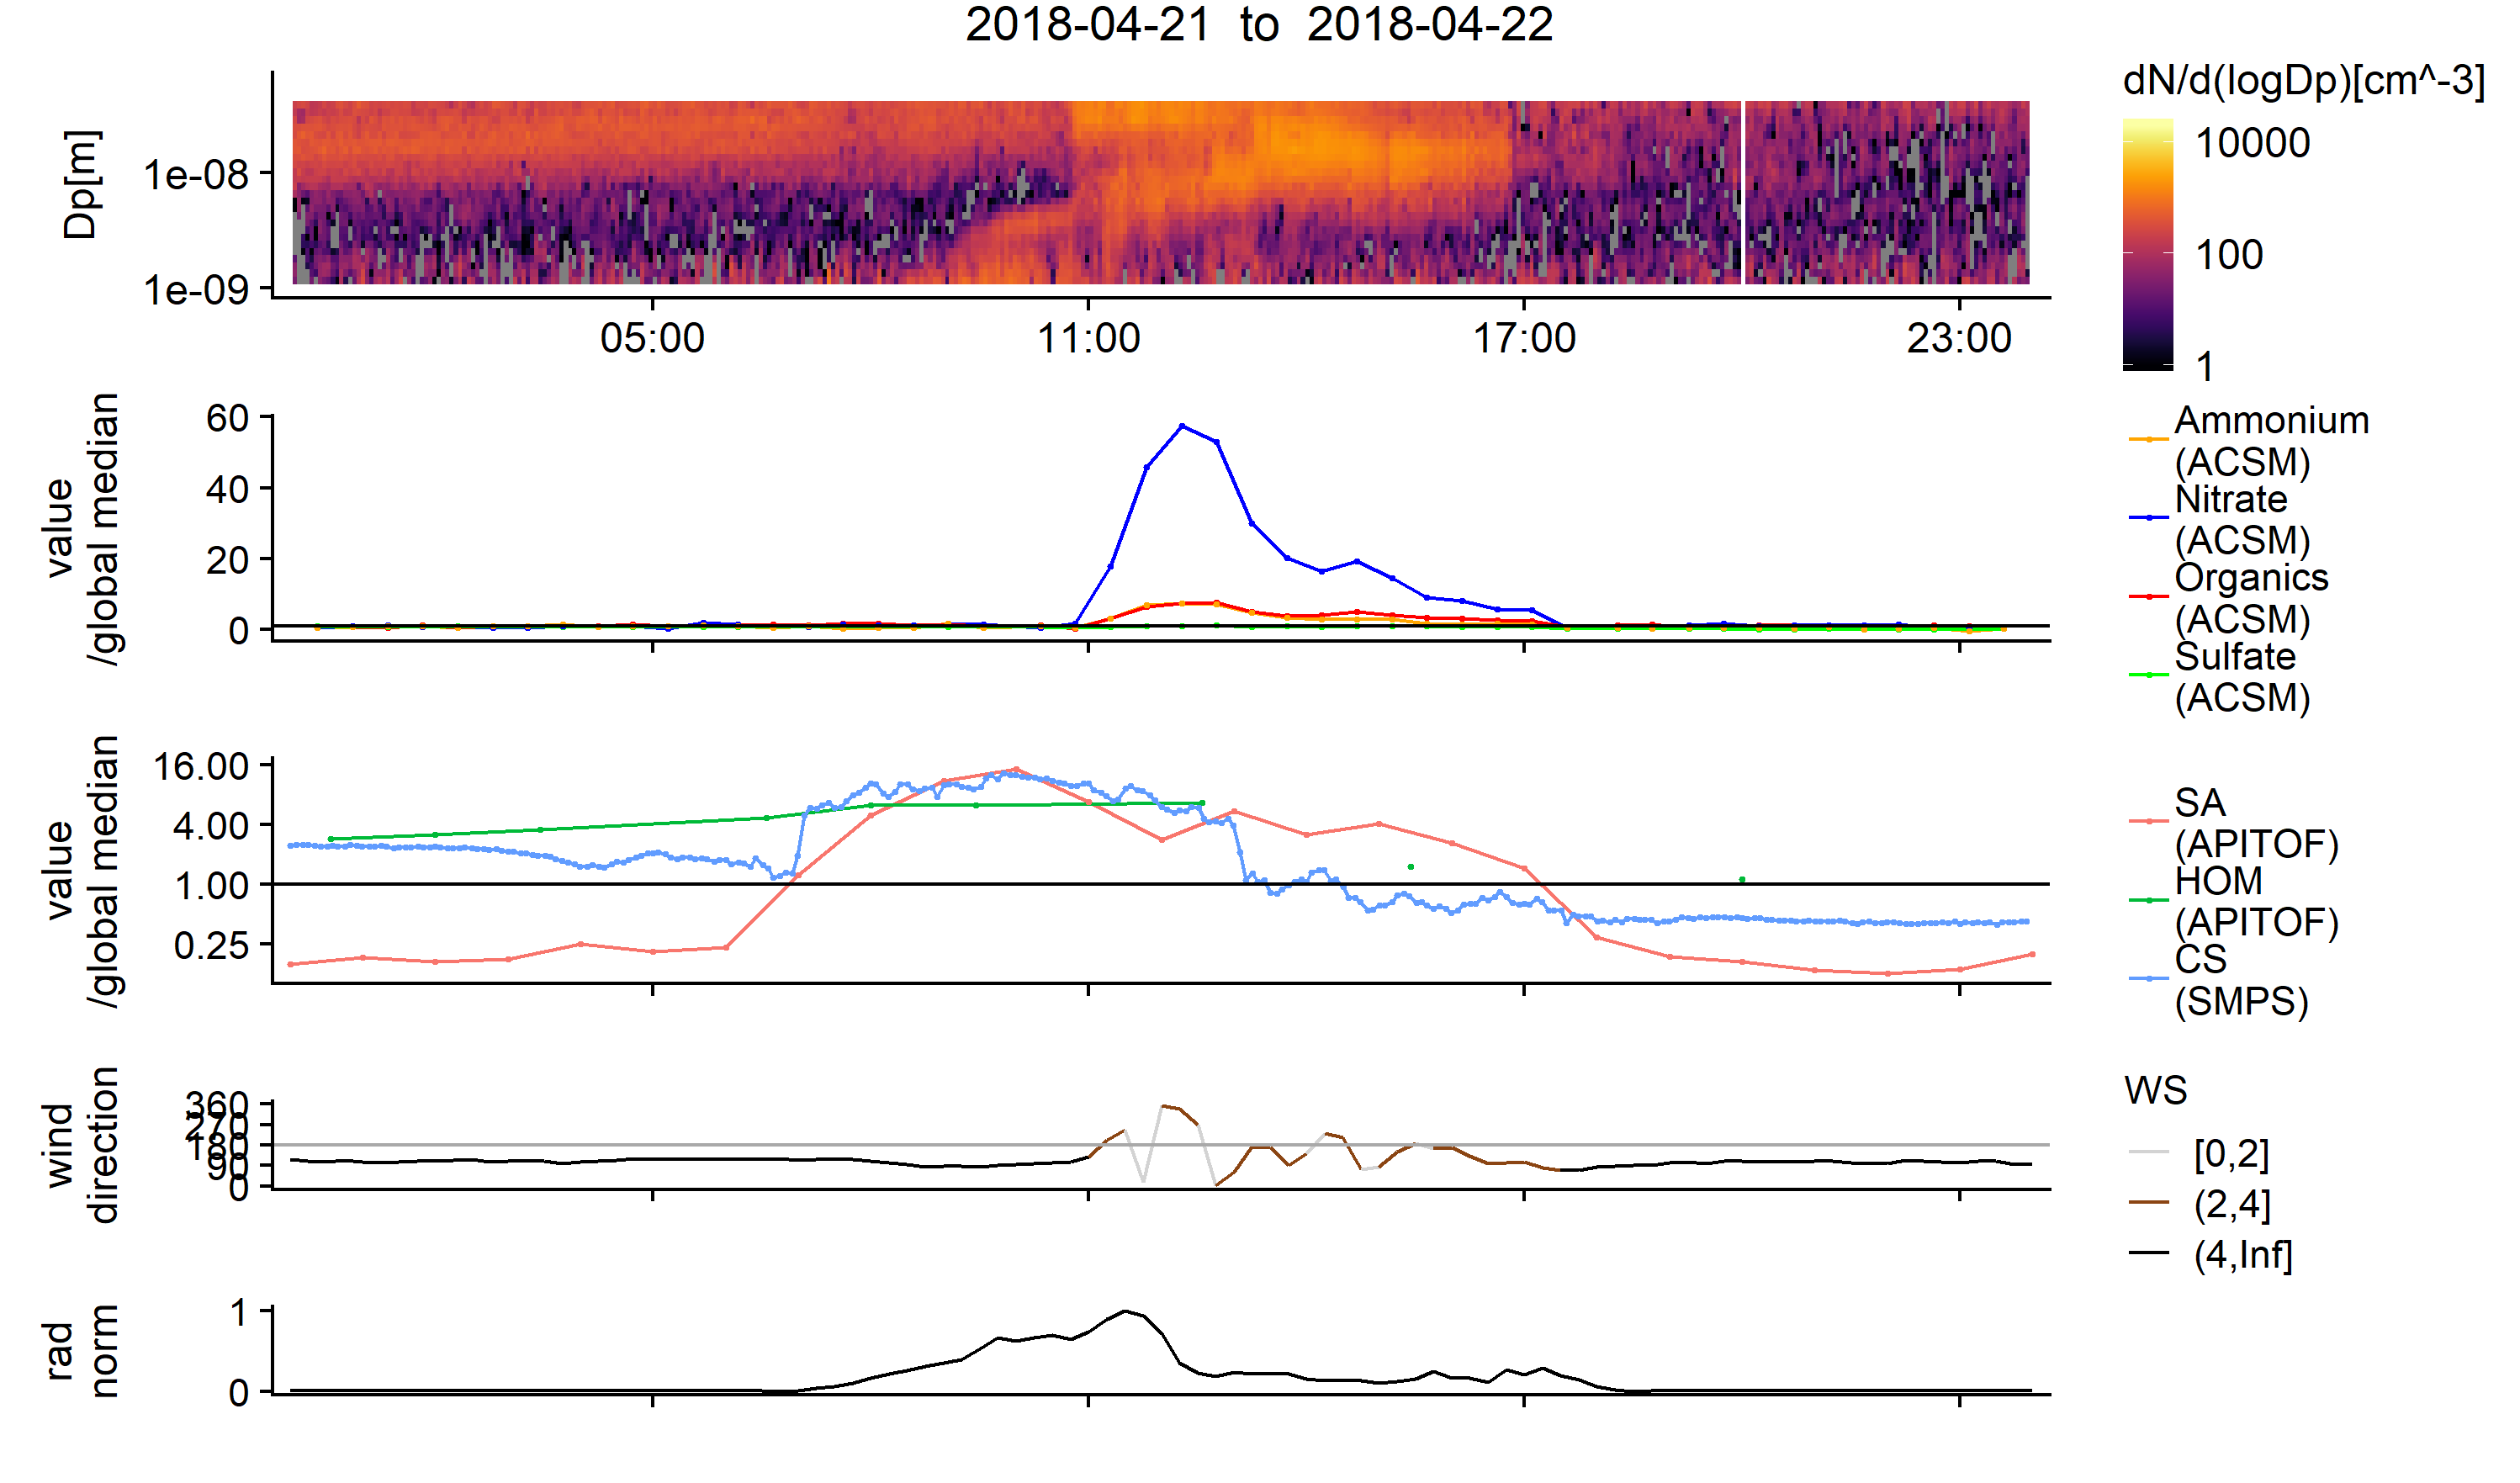 2018-04-21 to 2018-04-22
Dp[m]
1e-08
1e-09
05:00
11:00
17:00
23:00
dN/d(logDp)[cm^-3]
10000
100
1
value
/global median
60
40
20
0
Ammonium
(ACSM)
Nitrate
(ACSM)
Organics
(ACSM)
Sulfate
(ACSM)
value
/global median
16.00
4.00
1.00
0.25
SA
(APITOF)
HOM
(APITOF)
CS
(SMPS)
wind
direction
360
270
180
90
0
WS
[0,2]
(2,4]
(4,Inf]
rad
norm
1
0